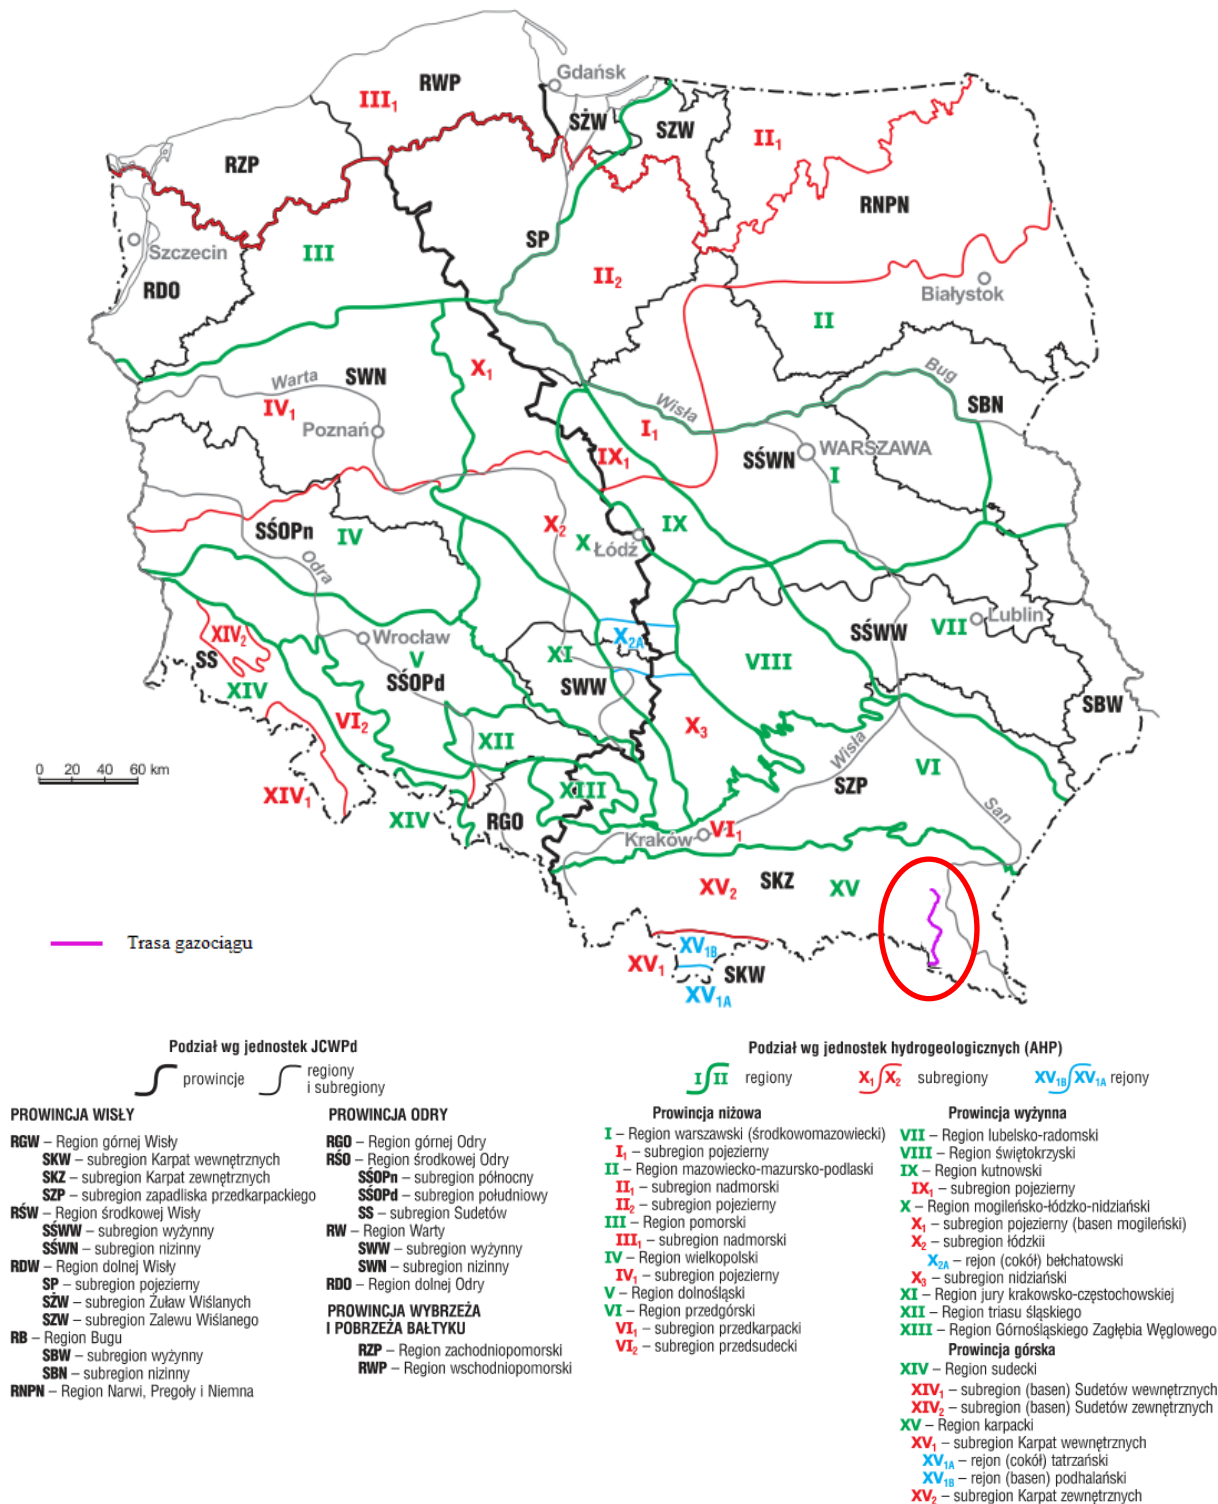 RWP
Gdańsk
III₁
SŻW
SZW
II₁
RZP
RNPN
SP
Szczecin
III
II₂
RDO
Białystok
II
X₁
SWN
Warta
Bug
Wisła
SBN
IV₁
Poznań
I₁
IX₁
SŚWN
WARSZAWA
I
X₂
IX
SŚOPn
IV
X
Łódź
Odra
Lublin
XIV₂
Wrocław
X₂A
SŚWW
VII
SS
V
XI
VIII
SŚOPd
SWW
XIV
SBW
VI₂
X₃
XII
Wisła
VI
0 20 40 60 km
XIII
SZP
XIV₁
San
XIV
RGO
Kraków
VI₁
XV₂
SKZ
XV
Trasa gazociągu
XV₁B
XV₁
SKW
XV₁A
Podział wg jednostek JCWPd
prowincje
regiony
i subregiony
PROWINCJA WISŁY
RGW – Region górnej Wisły
SKW – subregion Karpat wewnętrznych
SKZ – subregion Karpat zewnętrznych
SZP – subregion zapadliska przedkarpackiego
RŚW – Region środkowej Wisły
SŚWW – subregion wyżynny
SŚWN – subregion nizinny
RDW – Region dolnej Wisły
SP – subregion pojezierny
SŻW – subregion Żuław Wiślanych
SZW – subregion Zalewu Wiślanego
RB – Region Bugu
SBW – subregion wyżynny
SBN – subregion nizinny
RNPN – Region Narwi, Pregoły i Niemna
PROWINCJA ODRY
RGO – Region górnej Odry
RŚO – Region środkowej Odry
SŚOPn – subregion północny
SŚOPd – subregion południowy
SS – subregion Sudetów
RW – Region Warty
SWW – subregion wyżynny
SWN – subregion nizinny
RDO – Region dolnej Odry
PROWINCJA WYBRZEŻA
I POBRZEŻA BAŁTYKU
RZP – Region zachodniopomorski
RWP – Region wschodniopomorski
Podział wg jednostek hydrogeologicznych (AHP)
I II regiony
X₁ X₂ subregiony
XV₁B XV₁A rejony
Prowincja niżowa
I – Region warszawski (środkowomazowiecki)
I₁ – subregion pojezierny
II – Region mazowiecko-mazursko-podlaski
II₁ – subregion nadmorski
II₂ – subregion pojezierny
III – Region pomorski
III₁ – subregion nadmorski
IV – Region wielkopolski
IV₁ – subregion pojezierny
V – Region dolnośląski
VI – Region przedgórski
VI₁ – subregion przedkarpacki
VI₂ – subregion przedsudecki
Prowincja wyżynna
VII – Region lubelsko-radomski
VIII – Region świętokrzyski
IX – Region kutnowski
IX₁ – subregion pojezierny
X – Region mogileńsko-łódzko-nidziański
X₁ – subregion pojezierny (basen mogileński)
X₂ – subregion łódzkii
X₂A – rejon (cokół) bełchatowski
X₃ – subregion nidziański
XI – Region jury krakowsko-częstochowskiej
XII – Region triasu śląskiego
XIII – Region Górnośląskiego Zagłębia Węglowego
Prowincja górska
XIV – Region sudecki
XIV₁ – subregion (basen) Sudetów wewnętrznych
XIV₂ – subregion (basen) Sudetów zewnętrznych
XV – Region karpacki
XV₁ – subregion Karpat wewnętrznych
XV₁A – rejon (cokół) tatrzański
XV₁B – rejon (basen) podhalański
XV₂ – subregion Karpat zewnętrznych